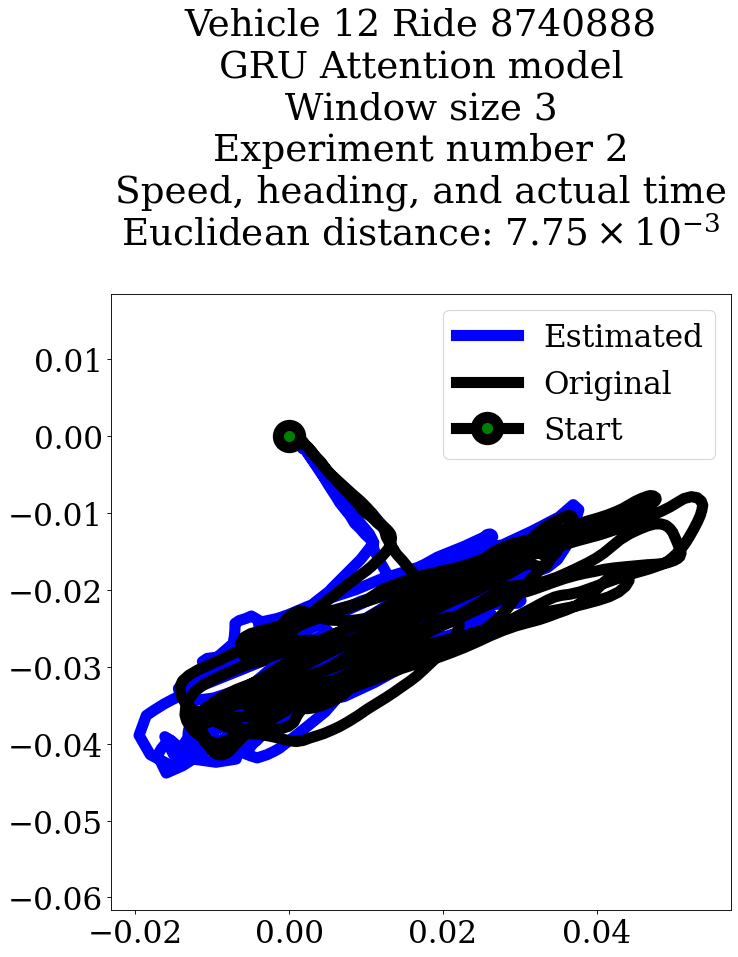 Vehicle 12 Ride 8740888
GRU Attention model
Window size 3
Experiment number 2
Speed, heading, and actual time
Euclidean distance: 7.75 × 10⁻³
Estimated
Original
Start
0.01
0.00
−0.01
−0.02
−0.03
−0.04
−0.05
−0.06
−0.02 0.00 0.02 0.04